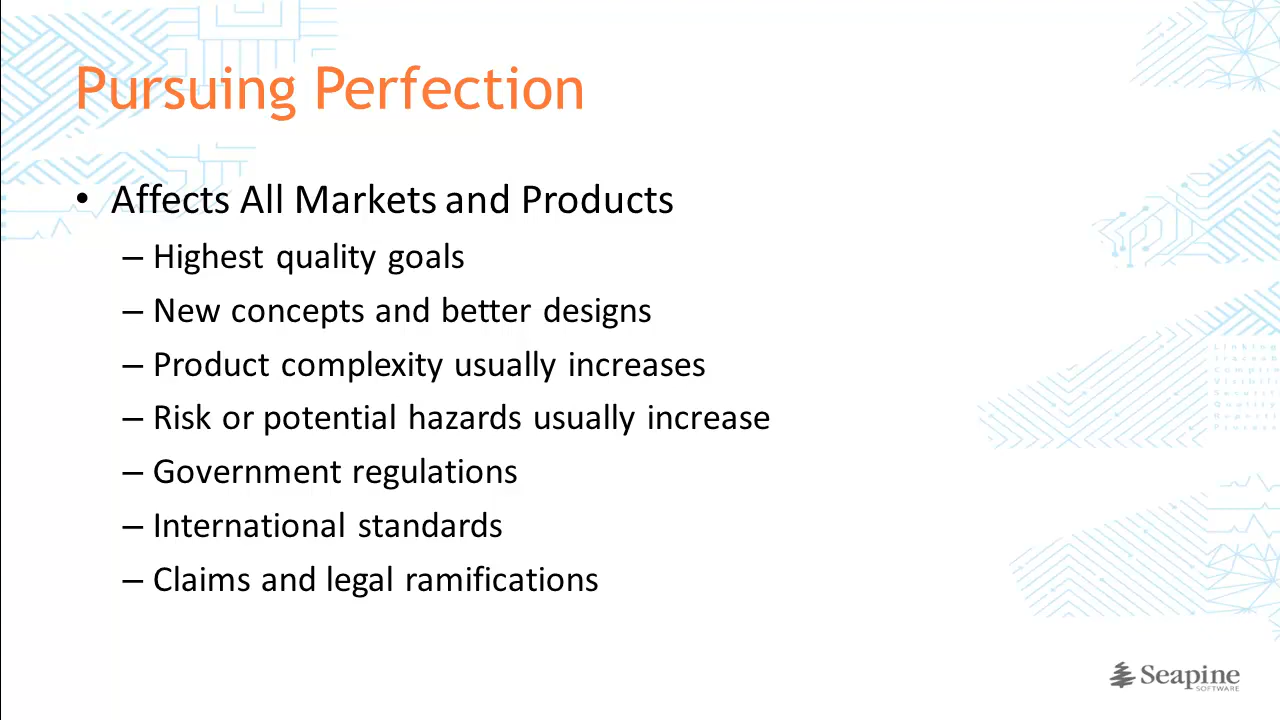 Pursuing Perfection
• Affects All Markets and Products
– Highest quality goals
– New concepts and better designs
– Product complexity usually increases
– Risk or potential hazards usually increase
– Government regulations
– International standards
– Claims and legal ramifications
Seapine
SOFTWARE